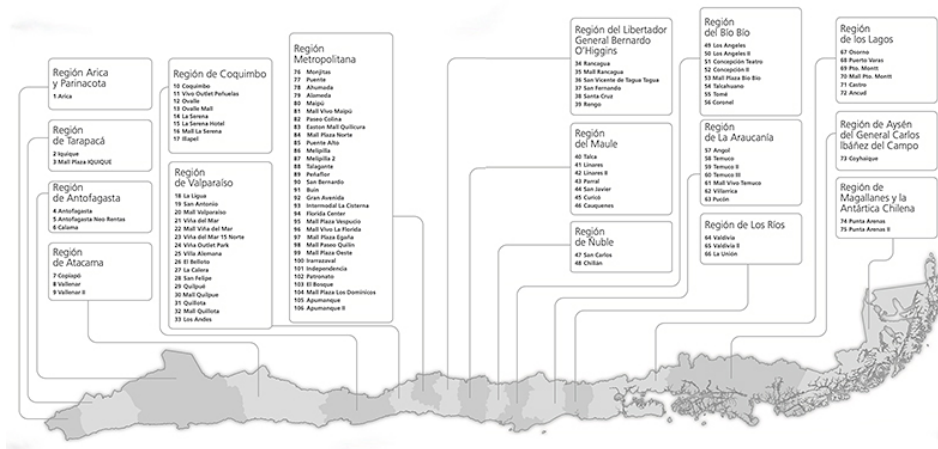 Región Arica
y Parinacota
1 Arica
Región
de Tarapacá
2 Iquique
3 Mall Plaza IQUIQUE
Región
de Antofagasta
4 Antofagasta
5 Antofagasta Neo Rentas
6 Calama
Región
de Atacama
7 Copiapó
8 Vallenar
9 Vallenar II
Región de Coquimbo
10 Coquimbo
11 Vivo Outlet Peñuelas
12 Ovalle
13 Ovalle Mall
14 La Serena
15 La Serena Hotel
16 Mall La Serena
17 Illapel
Región
de Valparaíso
18 La Ligua
19 San Antonio
20 Mall Valparaíso
21 Viña del Mar
22 Mall Viña del Mar
23 Viña del Mar 15 Norte
24 Viña Outlet Park
25 Villa Alemana
26 El Belloto
27 La Calera
28 San Felipe
29 Quilpué
30 Mall Quilpue
31 Quillota
32 Mall Quillota
33 Los Andes
Región
Metropolitana
76 Monjitas
77 Puente
78 Ahumada
79 Alameda
80 Maipú
81 Mall Vivo Maipú
82 Paseo Colina
83 Easton Mall Quilicura
84 Mall Plaza Norte
85 Puente Alto
86 Melipilla
87 Melipilla 2
88 Talagante
89 Peñaflor
90 San Bernardo
91 Buin
92 Gran Avenida
93 Intermodal La Cisterna
94 Florida Center
95 Mall Plaza Vespucio
96 Mall Vivo La Florida
97 Mall Plaza Egaña
98 Mall Paseo Quilín
99 Mall Plaza Oeste
100 Irarrazaval
101 Independencia
102 Patronato
103 El Bosque
104 Mall Plaza Los Dominicos
105 Apumanque
106 Apumanque II
Región del Libertador
General Bernardo
O'Higgins
34 Rancagua
35 Mall Rancagua
36 San Vicente de Tagua Tagua
37 San Fernando
38 Santa Cruz
39 Rengo
Región
del Maule
40 Talca
41 Linares
42 Linares II
43 Parral
44 San Javier
45 Curicó
46 Cauquenes
Región
de Ñuble
47 San Carlos
48 Chillán
Región
del Bío Bío
49 Los Angeles
50 Los Angeles II
51 Concepción Teatro
52 Concepción II
53 Mall Plaza Bío Bío
54 Talcahuano
55 Tomé
56 Coronel
Región
de La Araucanía
57 Angol
58 Temuco
59 Temuco II
60 Temuco III
61 Mall Vivo Temuco
62 Villarrica
63 Pucón
Región de Los Ríos
64 Valdivia
65 Valdivia II
66 La Unión
Región
de los Lagos
67 Osorno
68 Puerto Varas
69 Pto. Montt
70 Mall Pto. Montt
71 Castro
72 Ancud
Región de Aysén
del General Carlos
Ibáñez del Campo
73 Coyhaique
Región de
Magallanes y la
Antártica Chilena
74 Punta Arenas
75 Punta Arenas II